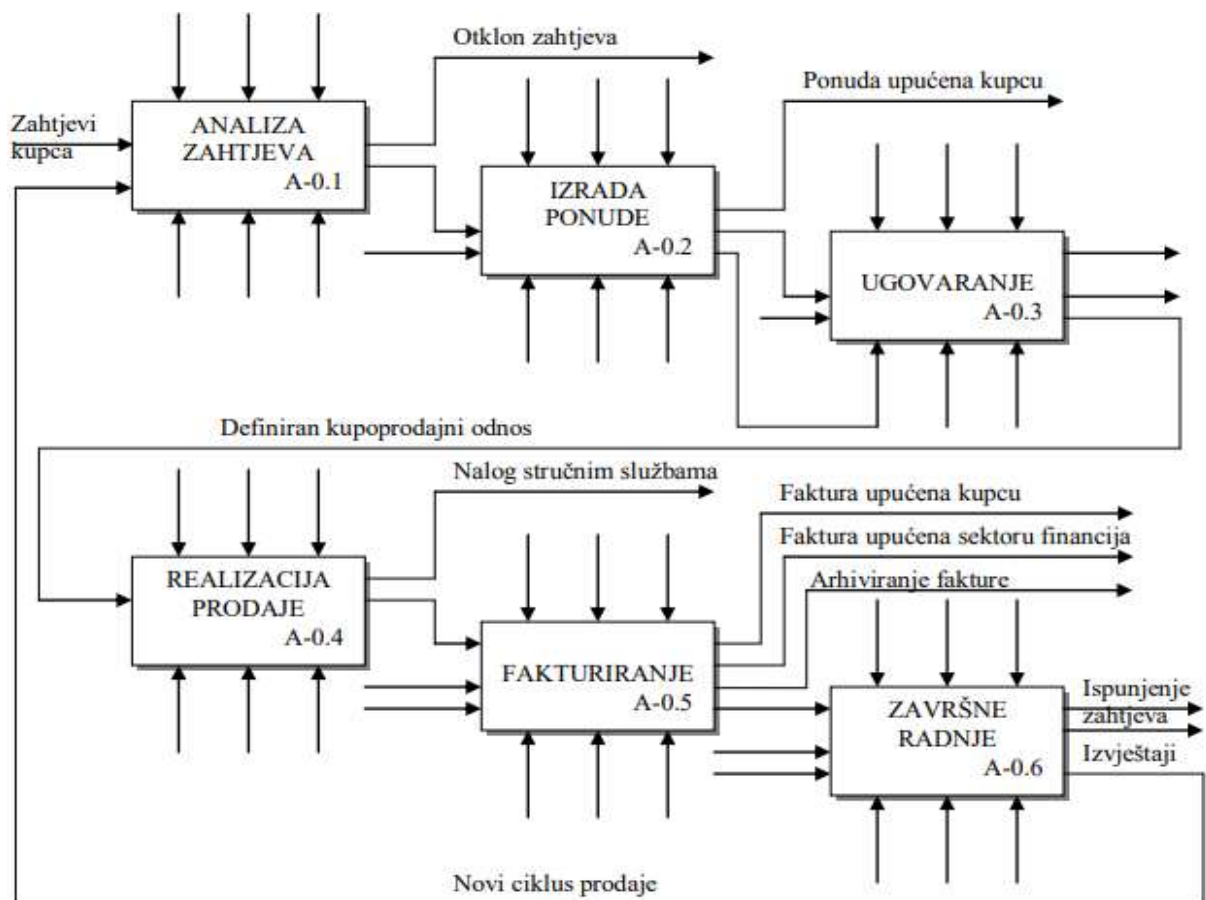 Otklon zahtjeva
Ponuda upućena kupcu
Zahtjevi
kupca
ANALIZA
ZAHTJEVA
A-0.1
IZRADA
PONUDE
A-0.2
UGOVARANJE
A-0.3
Definiran kupoprodajni odnos
Nalog stručnim službama
Faktura upućena kupcu
Faktura upućena sektoru financija
Arhiviranje fakture
REALIZACIJA
PRODAJE
A-0.4
FAKTURIRANJE
A-0.5
ZAVRŠNE
RADNJE
A-0.6
Ispunjenje
zahtjeva
Izvještaji
Novi ciklus prodaje